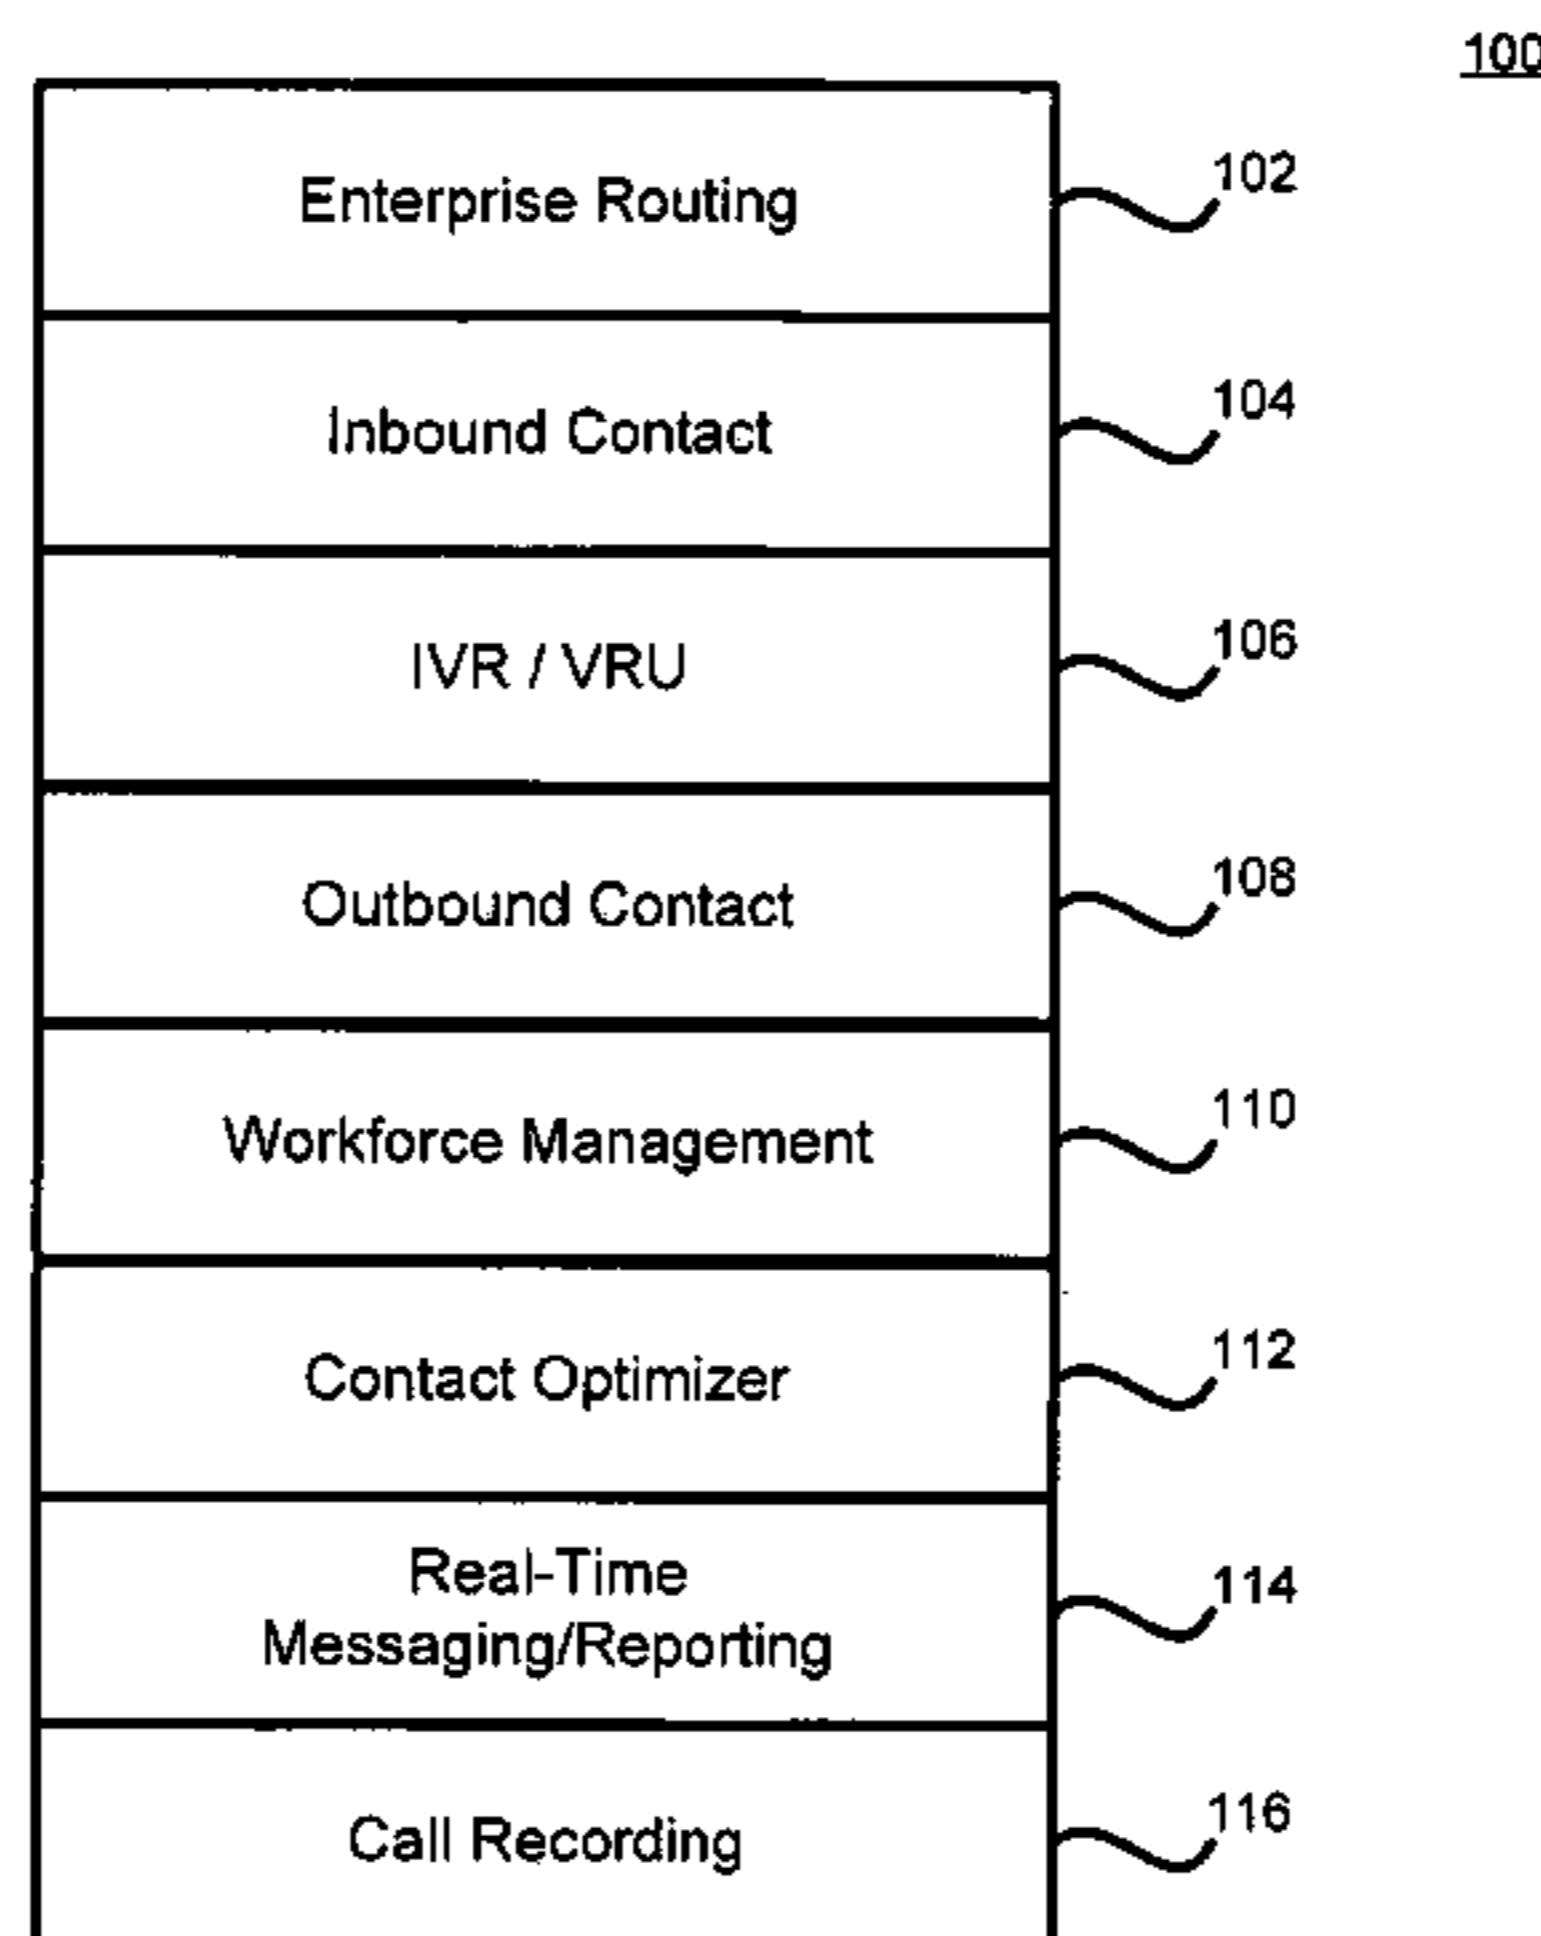 100
Enterprise Routing
102
Inbound Contact
104
IVR / VRU
106
Outbound Contact
108
Workforce Management
110
Contact Optimizer
112
Real-Time
Messaging/Reporting
114
Call Recording
116